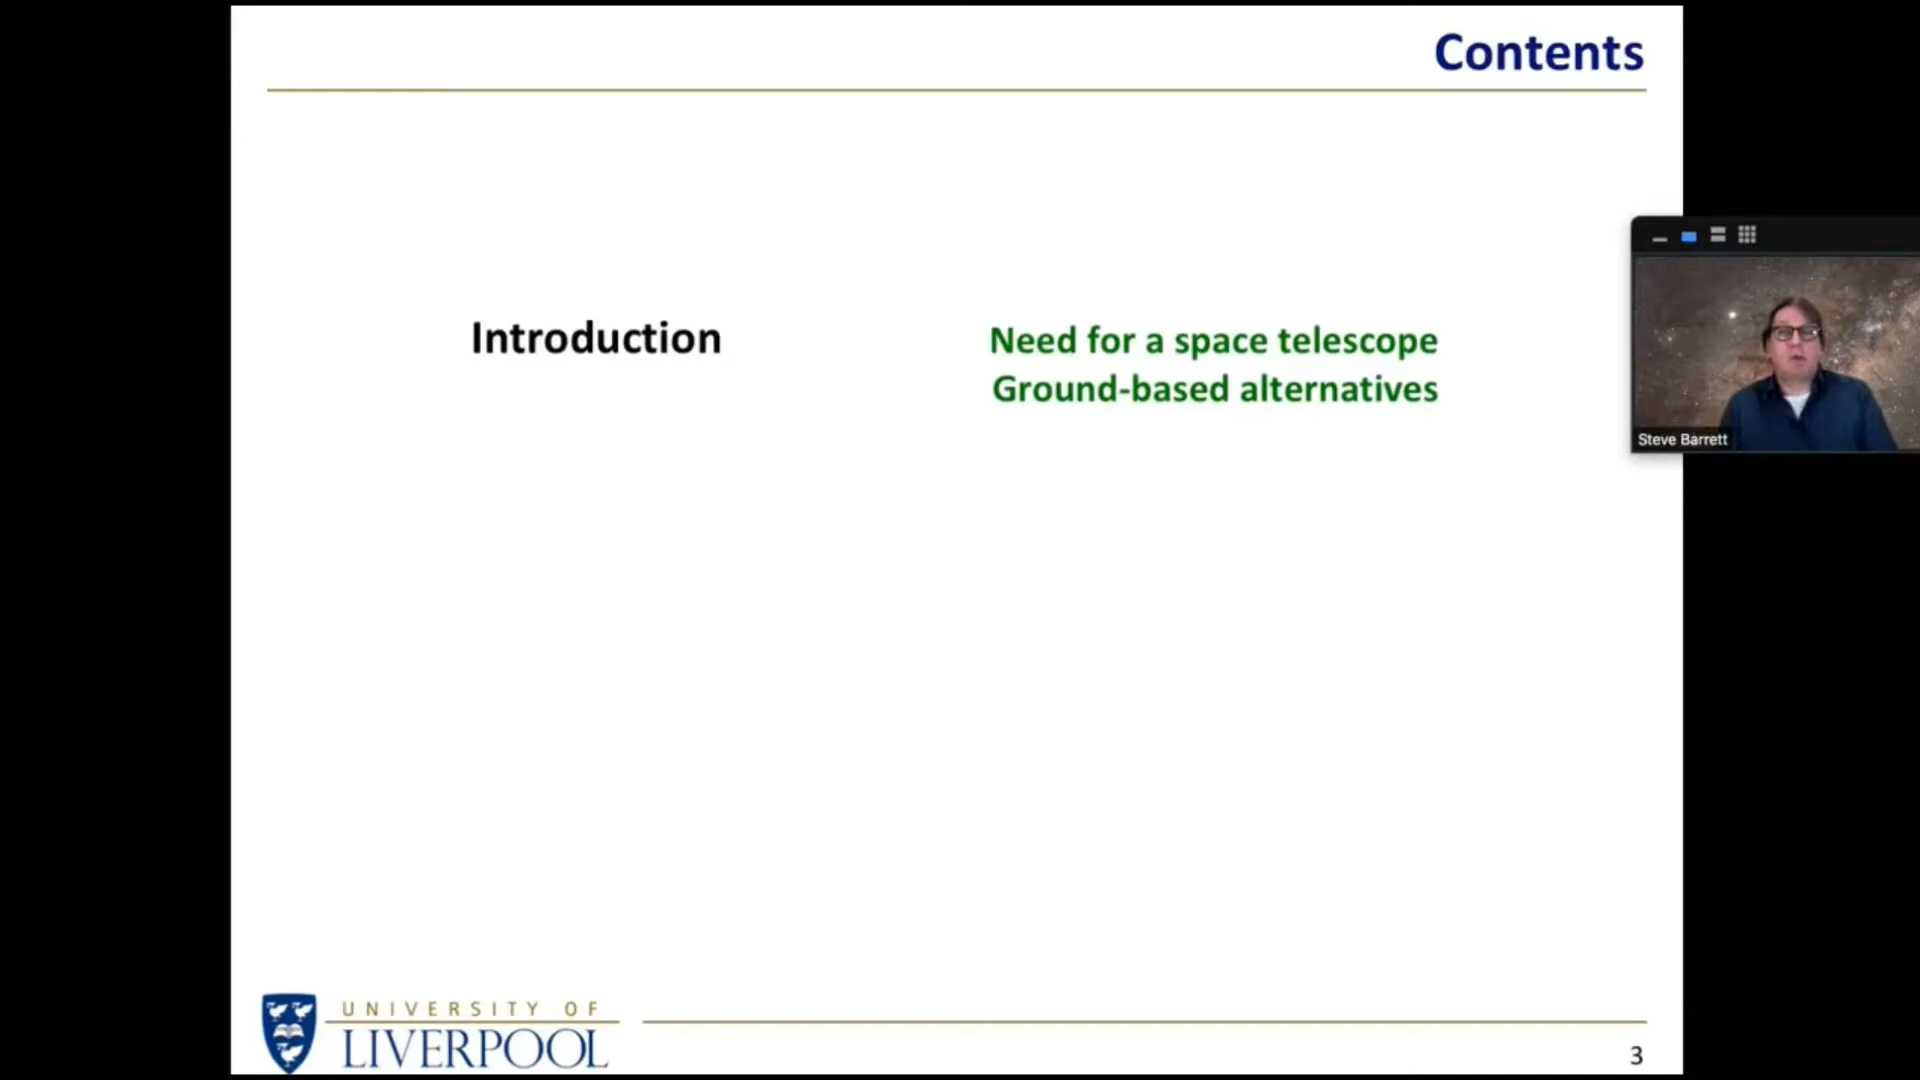 Contents
Introduction
Need for a space telescope
Ground-based alternatives
Steve Barrett
UNIVERSITY OF
LIVERPOOL
3